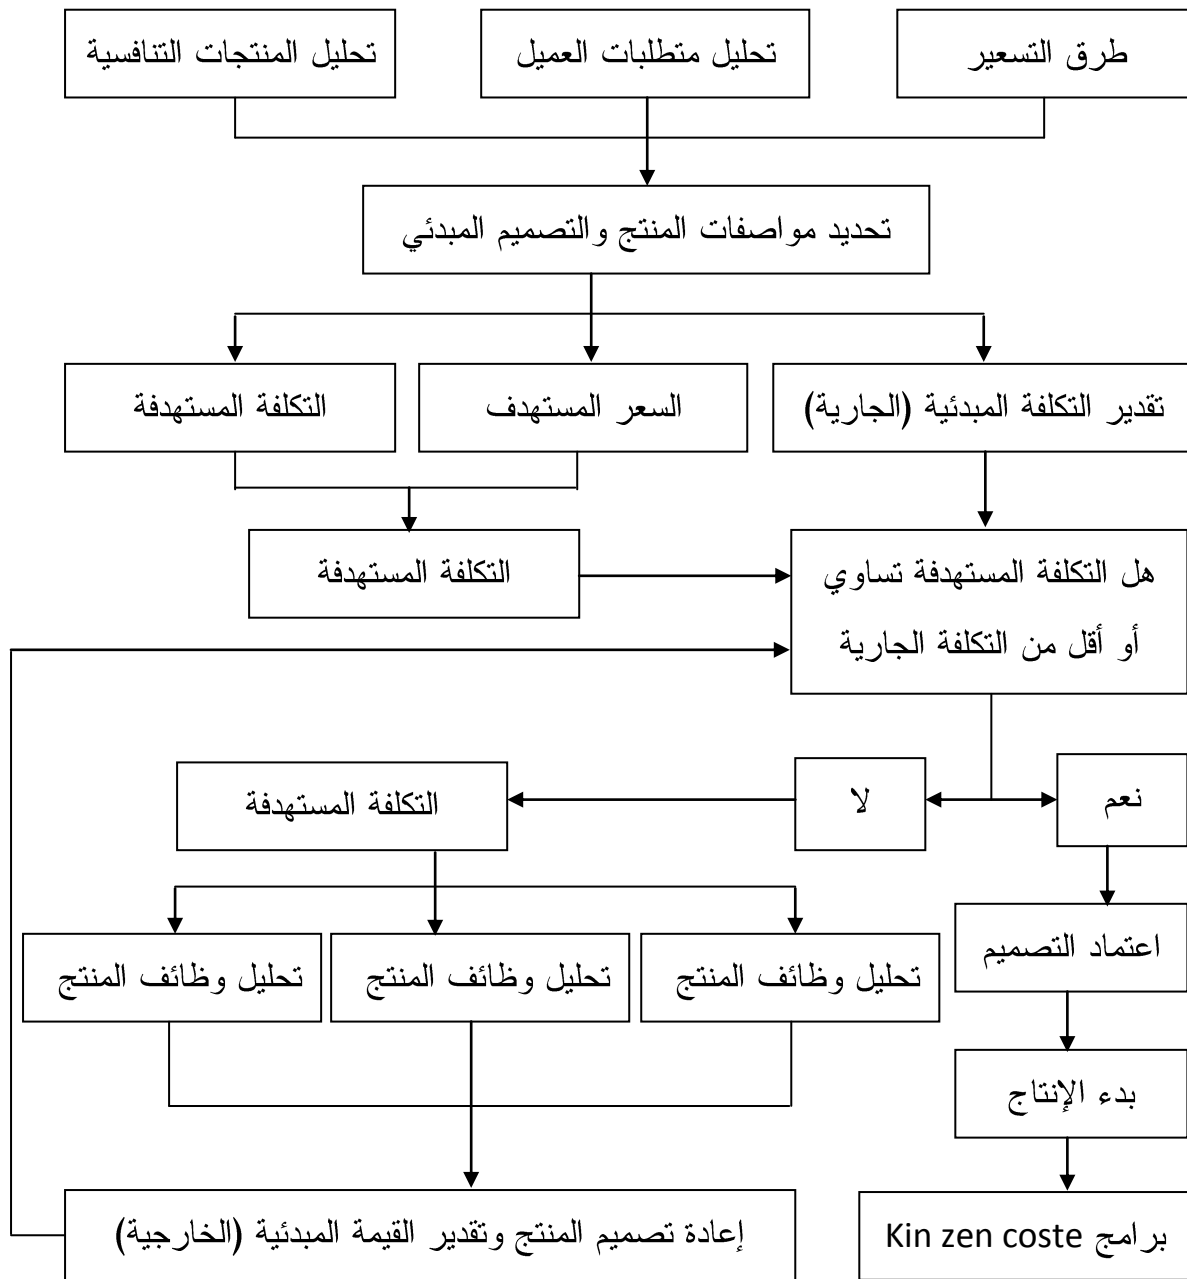 طرق التسعير
تحليل متطلبات العميل
تحليل المنتجات التنافسية
تحديد مواصفات المنتج والتصميم المبدئي
تقدير التكلفة المبدئية (الجارية)
السعر المستهدف
التكلفة المستهدفة
التكلفة المستهدفة
هل التكلفة المستهدفة تساوي
أو أقل من التكلفة الجارية
نعم
لا
التكلفة المستهدفة
اعتماد التصميم
تحليل وظائف المنتج
تحليل وظائف المنتج
تحليل وظائف المنتج
بدء الإنتاج
برامج Kin zen coste
إعادة تصميم المنتج وتقدير القيمة المبدئية (الخارجية)